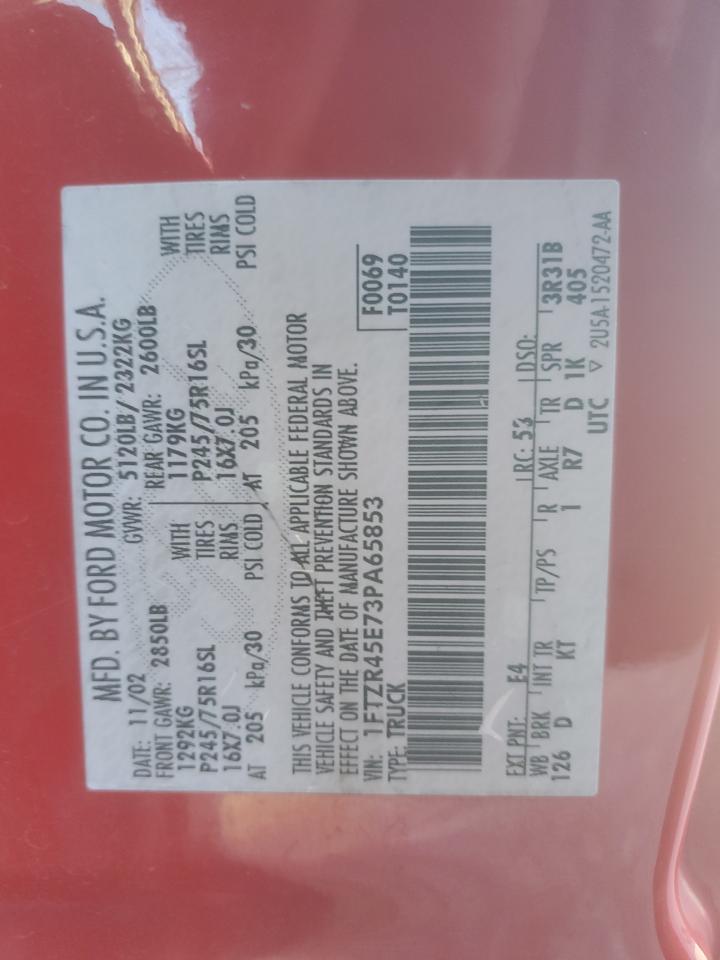 MFD. BY FORD MOTOR CO. IN U.S.A.
DATE: 11/02 GVWR: 5120LB/ 2322KG
FRONT GAWR: 2850LB REAR GAWR: 2600LB
1292KG WITH 1179KG WITH
P245/75R16SL TIRES P245/75R16SL TIRES
16X7.0J RIMS 16X7.0J RIMS
AT 205 kPa/30 PSI COLD AT 205 kPa/30 PSI COLD
THIS VEHICLE CONFORMS TO ALL APPLICABLE FEDERAL MOTOR
VEHICLE SAFETY AND THEFT PREVENTION STANDARDS IN
EFFECT ON THE DATE OF MANUFACTURE SHOWN ABOVE.
VIN: 1FTZR45E73PA65853 F0069
TYPE: TRUCK T0140
EXT PNT: E4 RC: 53 DSO:
WB BRK INT TR TP/PS R AXLE TR SPR 3R31B
126 D KT 1 R7 D 1K 405
UTC ▽ 2U5A-1520472-AA